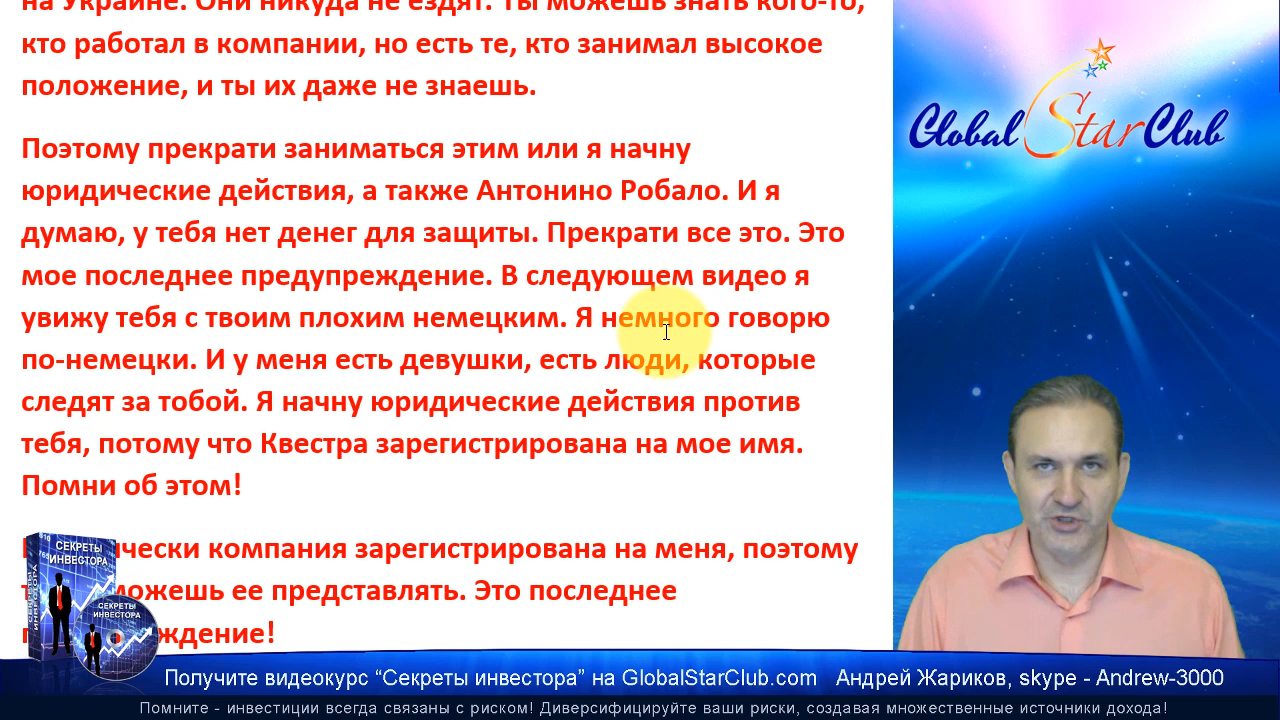 на Украине. Они никуда не ездят. Ты можешь знать кого-то,
кто работал в компании, но есть те, кто занимал высокое
положение, и ты их даже не знаешь.
Поэтому прекрати заниматься этим или я начну
юридические действия, а также Антонино Робало. И я
думаю, у тебя нет денег для защиты. Прекрати все это. Это
мое последнее предупреждение. В следующем видео я
увижу тебя с твоим плохим немецким. Я немного говорю
по-немецки. И у меня есть девушки, есть люди, которые
следят за тобой. Я начну юридические действия против
тебя, потому что Квестра зарегистрирована на мое имя.
Помни об этом!
компания зарегистрирована на меня, поэтому
можешь ее представлять. Это последнее
Global Star Club
СЕКРЕТЫ
ИНВЕСТОРА
СЕКРЕТЫ
ИНВЕСТОРА
СЕКРЕТЫ
ИНВЕСТОРА
Получите видеокурс “Секреты инвестора” на GlobalStarClub.com Андрей Жариков, skype - Andrew-3000
Помните - инвестиции всегда связаны с риском! Диверсифицируйте ваши риски, создавая множественные источники дохода!